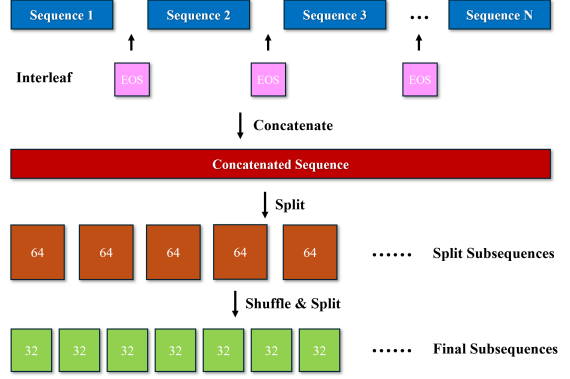 Sequence 1 Sequence 2 Sequence 3 ... Sequence N
Interleaf EOS EOS EOS
Concatenate
Concatenated Sequence
Split
64 64 64 64 64 ...... Split Subsequences
Shuffle & Split
32 32 32 32 32 32 32 ...... Final Subsequences